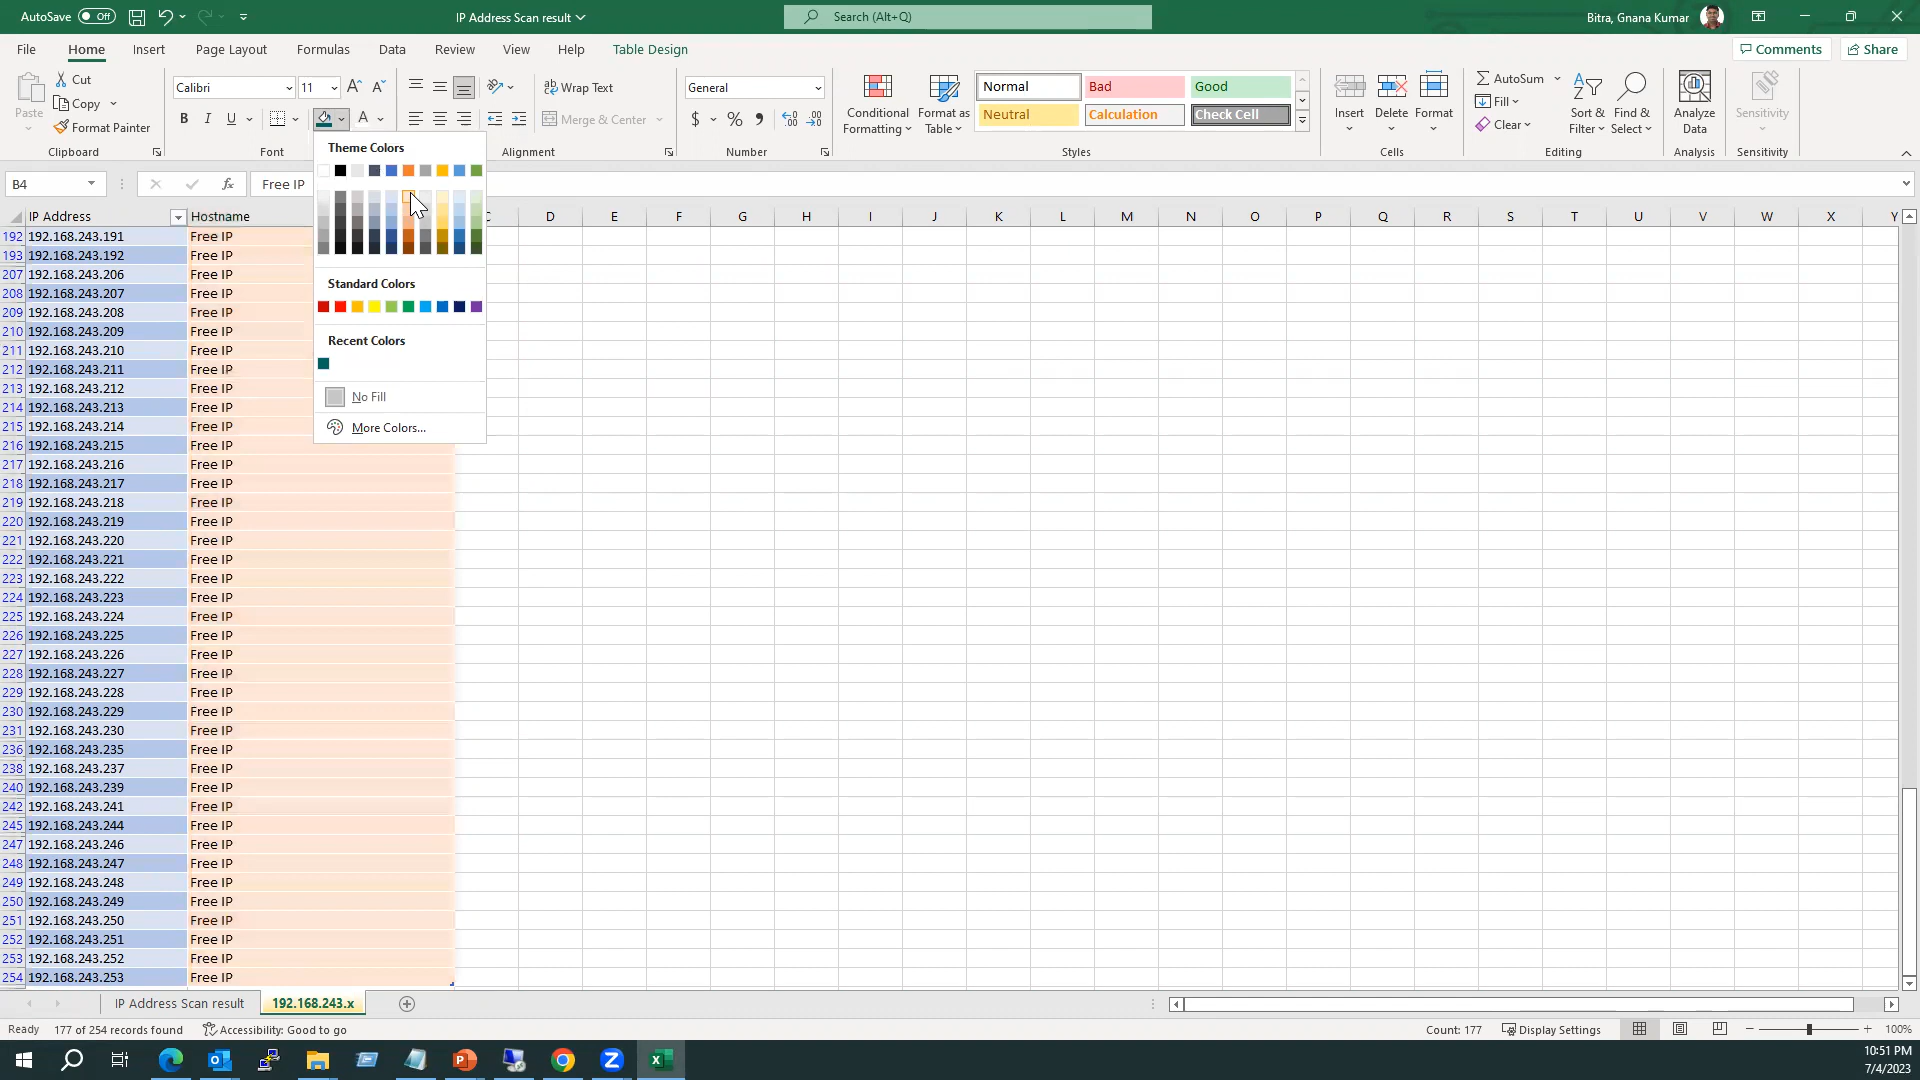 AutoSave Off IP Address Scan result Search (Alt+Q) Bitra, Gnana Kumar
File Home Insert Page Layout Formulas Data Review View Help Table Design Comments Share
Paste Cut Copy Format Painter Clipboard
Calibri 11 A A B I U A Font
Wrap Text Merge & Center Alignment
General $ % Number
Conditional Formatting Format as Table Normal Bad Good Neutral Calculation Check Cell Styles
Insert Delete Format Cells
AutoSum Fill Clear Sort & Filter Find & Select Editing
Analyze Data Analysis
Sensitivity Sensitivity
B4 fx Free IP
Theme Colors
Standard Colors
Recent Colors
No Fill
More Colors...
IP Address Hostname C D E F G H I J K L M N O P Q R S T U V W X Y
192 192.168.243.191 Free IP
193 192.168.243.192 Free IP
207 192.168.243.206 Free IP
208 192.168.243.207 Free IP
209 192.168.243.208 Free IP
210 192.168.243.209 Free IP
211 192.168.243.210 Free IP
212 192.168.243.211 Free IP
213 192.168.243.212 Free IP
214 192.168.243.213 Free IP
215 192.168.243.214 Free IP
216 192.168.243.215 Free IP
217 192.168.243.216 Free IP
218 192.168.243.217 Free IP
219 192.168.243.218 Free IP
220 192.168.243.219 Free IP
221 192.168.243.220 Free IP
222 192.168.243.221 Free IP
223 192.168.243.222 Free IP
224 192.168.243.223 Free IP
225 192.168.243.224 Free IP
226 192.168.243.225 Free IP
227 192.168.243.226 Free IP
228 192.168.243.227 Free IP
229 192.168.243.228 Free IP
230 192.168.243.229 Free IP
231 192.168.243.230 Free IP
236 192.168.243.235 Free IP
238 192.168.243.237 Free IP
240 192.168.243.239 Free IP
242 192.168.243.241 Free IP
245 192.168.243.244 Free IP
247 192.168.243.246 Free IP
248 192.168.243.247 Free IP
249 192.168.243.248 Free IP
250 192.168.243.249 Free IP
251 192.168.243.250 Free IP
252 192.168.243.251 Free IP
253 192.168.243.252 Free IP
254 192.168.243.253 Free IP
IP Address Scan result 192.168.243.x
Ready 177 of 254 records found Accessibility: Good to go Count: 177 Display Settings 100%
10:51 PM
7/4/2023